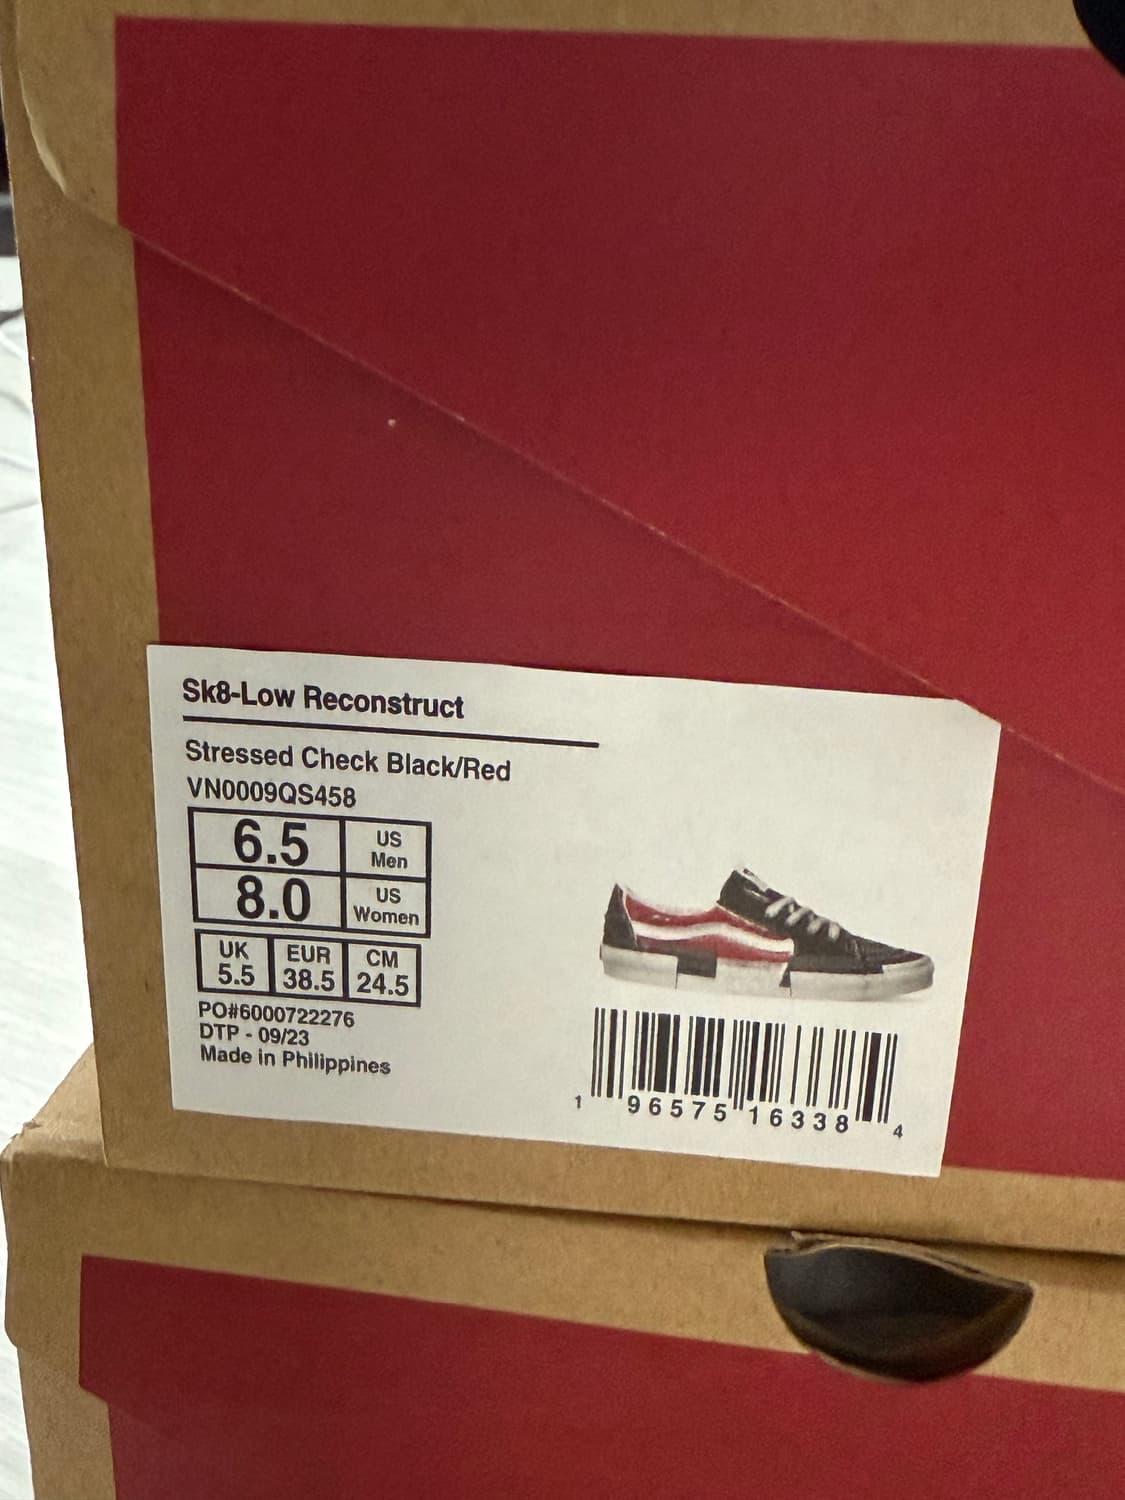 Sk8-Low Reconstruct
Stressed Check Black/Red
VN0009QS458
6.5 US Men
8.0 US Women
UK EUR CM
5.5 38.5 24.5
PO#6000722276
DTP - 09/23
Made in Philippines
1 96575 16338 4